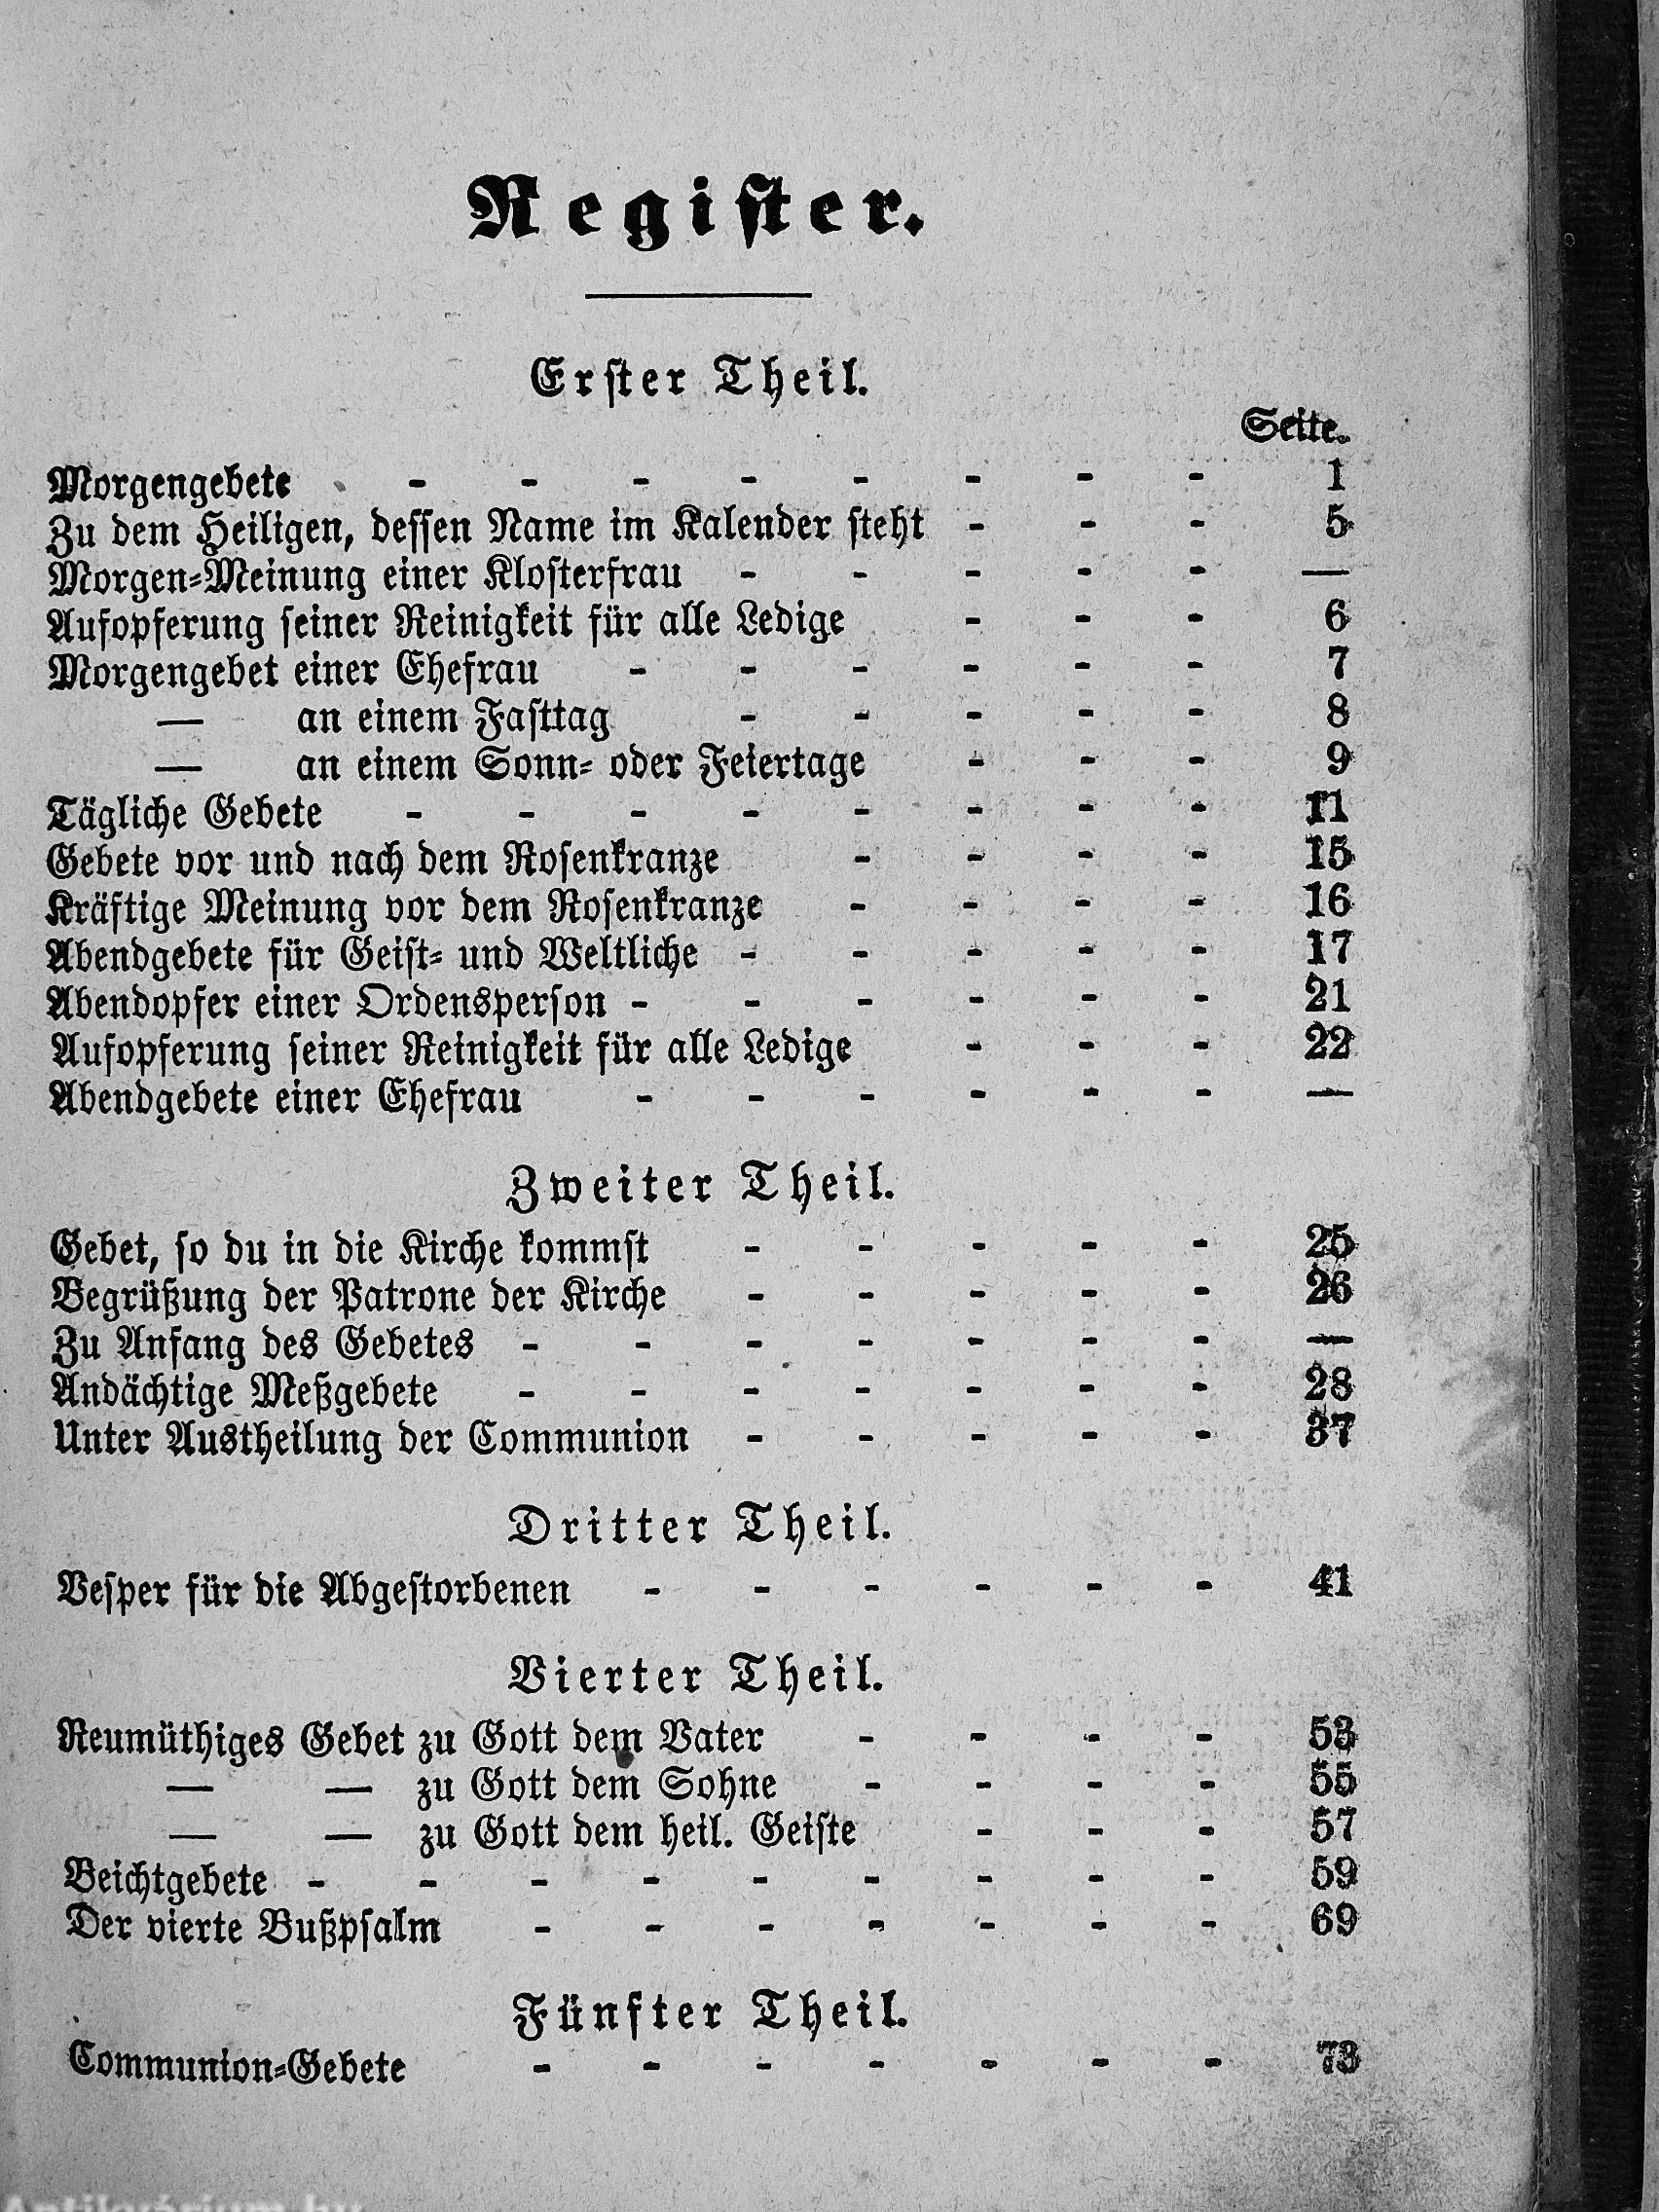 Register.
Erster Theil.
Seite.
Morgengebete - - - - - - - - 1
Zu dem Heiligen, dessen Name im Kalender steht - - - 5
Morgen-Meinung einer Klosterfrau - - - - - —
Aufopferung seiner Reinigkeit für alle Ledige - - - 6
Morgengebet einer Ehefrau - - - - - - 7
— an einem Fasttag - - - - - 8
— an einem Sonn- oder Feiertage - - - 9
Tägliche Gebete - - - - - - - - 11
Gebete vor und nach dem Rosenkranze - - - - 15
Kräftige Meinung vor dem Rosenkranze - - - - 16
Abendgebete für Geist- und Weltliche - - - - - 17
Abendopfer einer Ordensperson - - - - - - 21
Aufopferung seiner Reinigkeit für alle Ledige - - - 22
Abendgebete einer Ehefrau - - - - - - —
Zweiter Theil.
Gebet, so du in die Kirche kommst - - - - - 25
Begrüßung der Patrone der Kirche - - - - - 26
Zu Anfang des Gebetes - - - - - - - —
Andächtige Meßgebete - - - - - - - 28
Unter Austheilung der Communion - - - - - 37
Dritter Theil.
Vesper für die Abgestorbenen - - - - - - 41
Vierter Theil.
Reumüthiges Gebet zu Gott dem Vater - - - - 53
— — zu Gott dem Sohne - - - - 55
— — zu Gott dem heil. Geiste - - - 57
Beichtgebete - - - - - - - - - 59
Der vierte Bußpsalm - - - - - - - 69
Fünfter Theil.
Communion-Gebete - - - - - - - 73
Antikvárium.hu